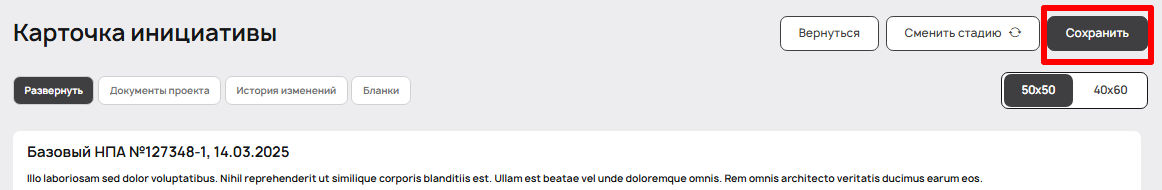 Карточка инициативы
Вернуться
Сменить стадию
Сохранить
Развернуть
Документы проекта
История изменений
Бланки
50x50
40x60
Базовый НПА №127348-1, 14.03.2025
Illo laboriosam sed dolor voluptatibus. Nihil reprehenderit ut similique corporis blanditiis est. Ullam est beatae vel unde doloremque omnis. Rem omnis architecto veritatis ducimus earum eos.